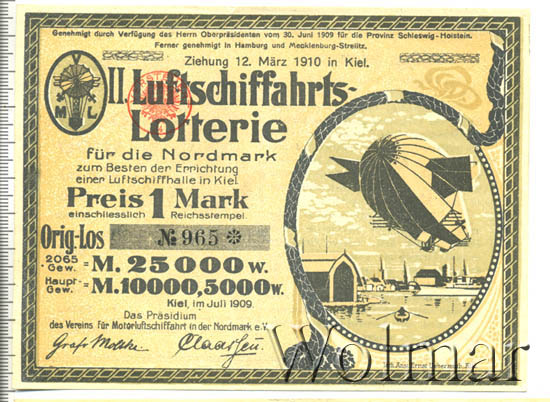 Genehmigt durch Verfügung des Herrn Oberpräsidenten vom 30. Juni 1909 für die Provinz Schleswig-Holstein.
Ferner genehmigt in Hamburg und Mecklenburg-Strelitz.
Ziehung 12. März 1910 in Kiel.
II. Luftschiffahrts-
Lotterie
M L
für die Nordmark
zum Besten der Errichtung
einer Luftschiffhalle in Kiel.
Preis 1 Mark
einschliesslich Reichsstempel.
Orig-Los № 965 *
2065 Gew. = M. 25000 w.
Haupt-Gew. = M. 10000, 5000 w.
Kiel, im Juli 1909.
Das Präsidium
des Vereins für Motorluftschiffahrt in der Nordmark e.V.
Graf Moltke
Wolmar